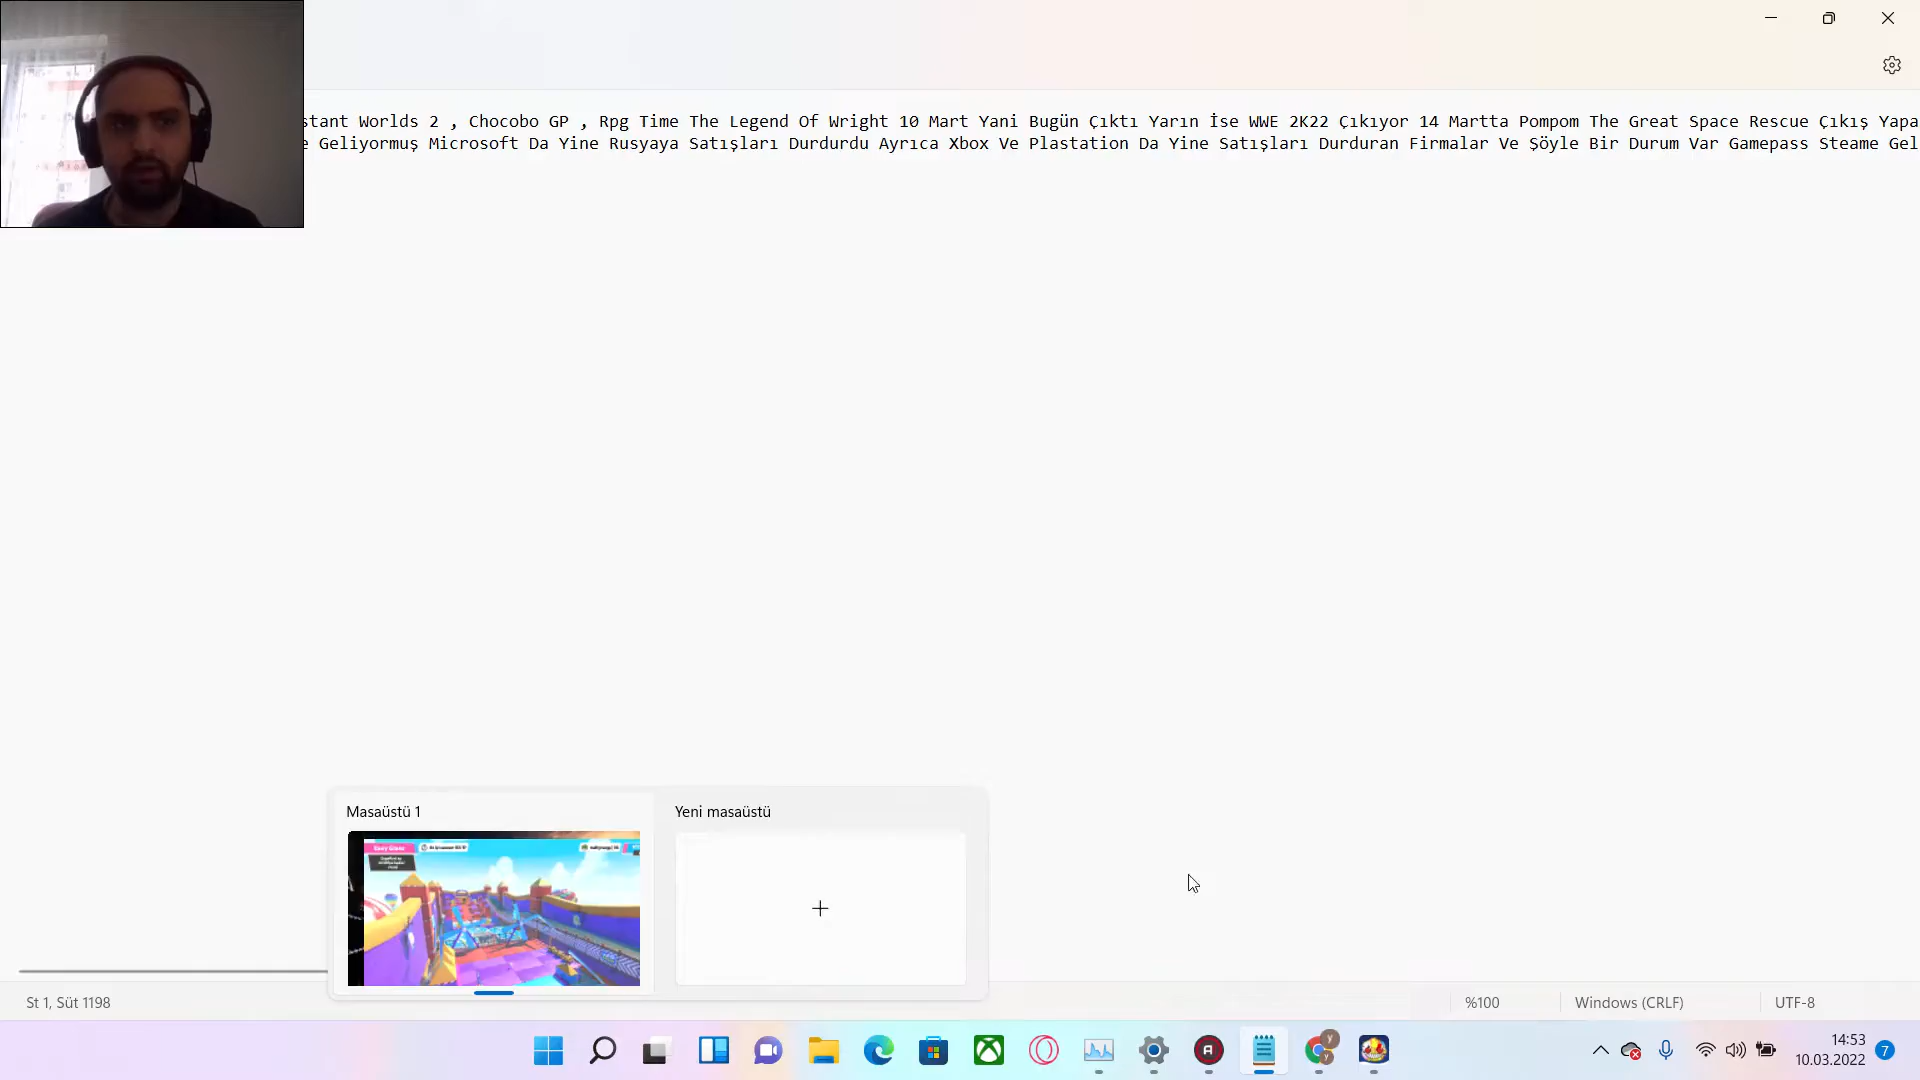 stant Worlds 2 , Chocobo GP , Rpg Time The Legend Of Wright 10 Mart Yani Bugün Çıktı Yarın İse WWE 2K22 Çıkıyor 14 Martta Pompom The Great Space Rescue Çıkış Yapa
e Geliyormuş Microsoft Da Yine Rusyaya Satışları Durdurdu Ayrıca Xbox Ve Plastation Da Yine Satışları Durduran Firmalar Ve Şöyle Bir Durum Var Gamepass Steame Gel
Masaüstü 1
Yeni masaüstü
St 1, Süt 1198
%100
Windows (CRLF)
UTF-8
14:53
10.03.2022
7